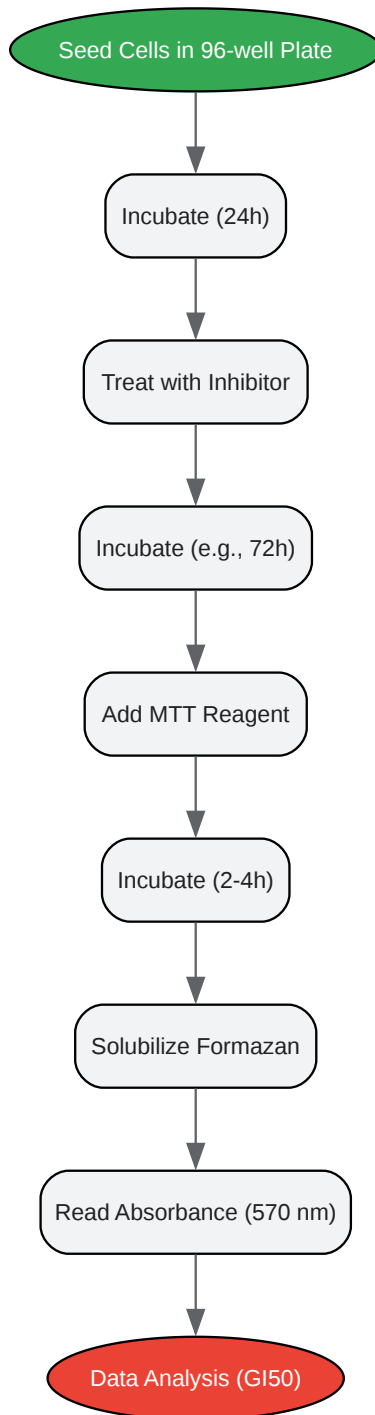 Seed Cells in 96-well Plate
Incubate (24h)
Treat with Inhibitor
Incubate (e.g., 72h)
Add MTT Reagent
Incubate (2-4h)
Solubilize Formazan
Read Absorbance (570 nm)
Data Analysis (GI50)